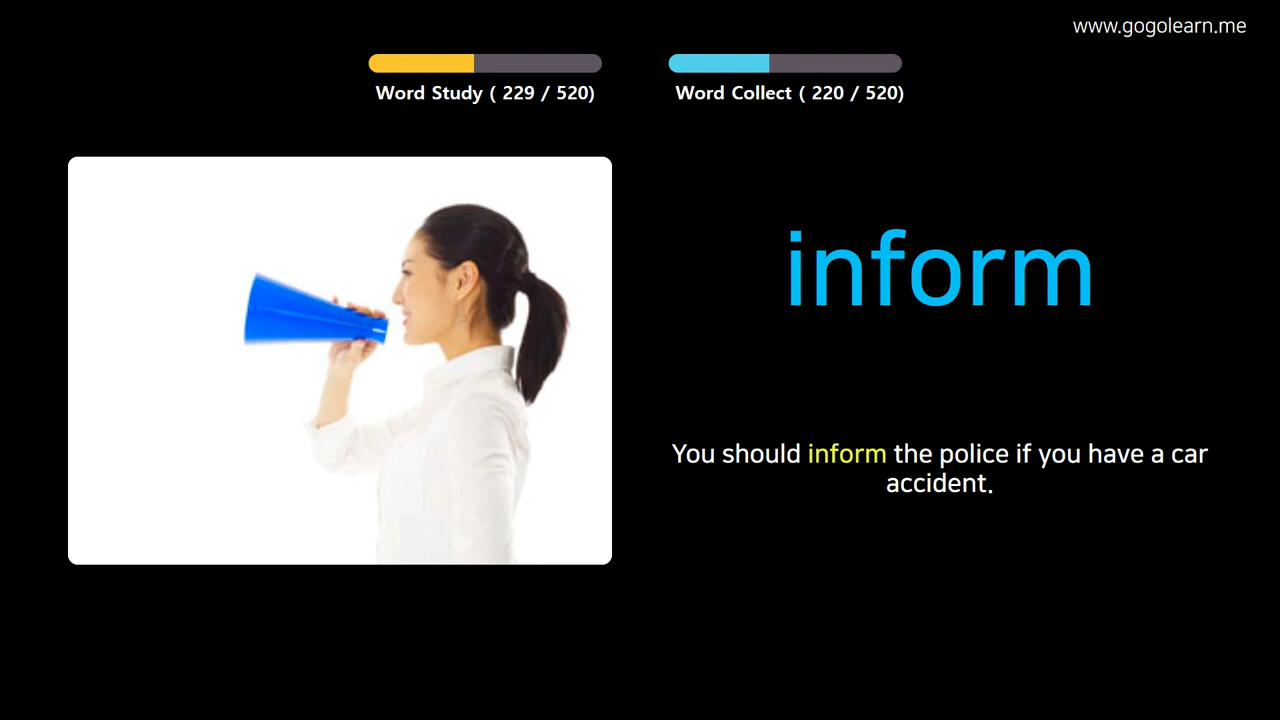 www.gogolearn.me
Word Study ( 229 / 520)
Word Collect ( 220 / 520)
inform
You should inform the police if you have a car
accident.